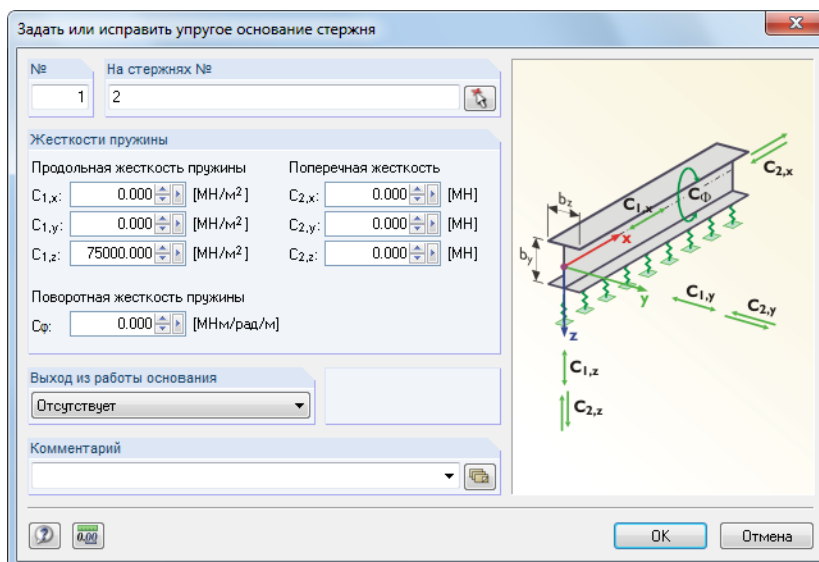 Задать или исправить упругое основание стержня
№
На стержнях №
1
2
Жесткости пружины
Продольная жесткость пружины
Поперечная жесткость
C1,x: 0.000 [МН/м²]
C2,x: 0.000 [МН]
C1,y: 0.000 [МН/м²]
C2,y: 0.000 [МН]
C1,z: 75000.000 [МН/м²]
C2,z: 0.000 [МН]
Поворотная жесткость пружины
Cφ: 0.000 [МНм/рад/м]
Выход из работы основания
Отсутствует
Комментарий
C2,x
CΦ
C1,x
bz
x
by
y
C1,y
C2,y
z
C1,z
C2,z
0.00
OK
Отмена